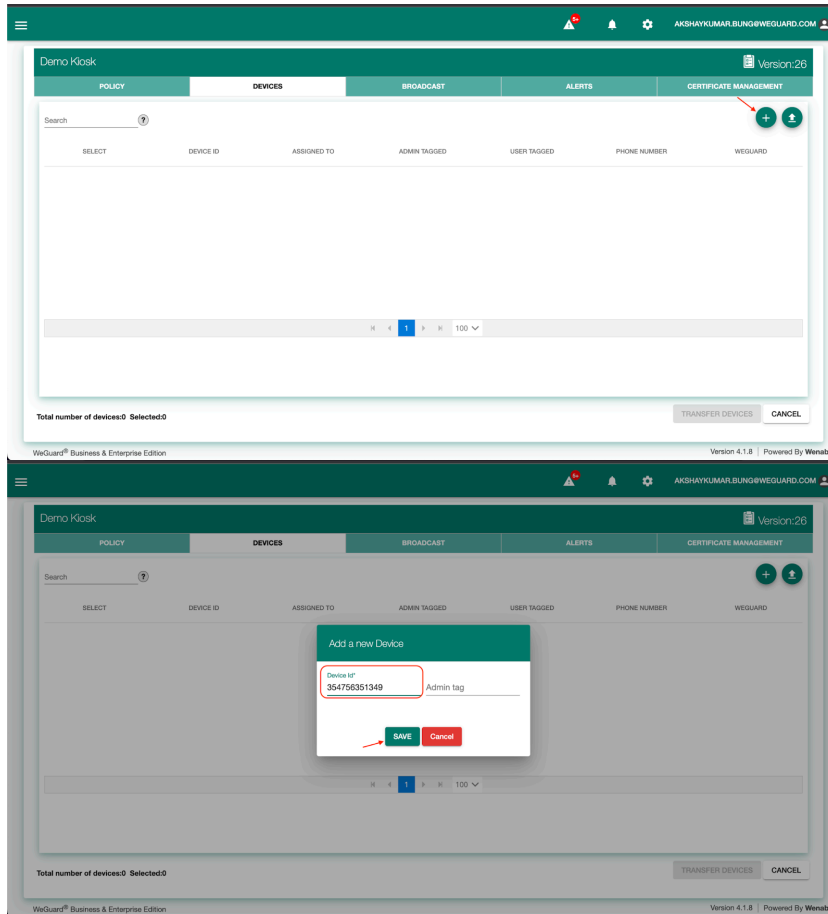 5+
AKSHAYKUMAR.BUNG@WEGUARD.COM
Demo Kiosk
Version:26
POLICY DEVICES BROADCAST ALERTS CERTIFICATE MANAGEMENT
Search ?
SELECT DEVICE ID ASSIGNED TO ADMIN TAGGED USER TAGGED PHONE NUMBER WEGUARD
1 100
Total number of devices:0 Selected:0
TRANSFER DEVICES CANCEL
WeGuard® Business & Enterprise Edition
Version 4.1.8 | Powered By Wenab
5+
AKSHAYKUMAR.BUNG@WEGUARD.COM
Demo Kiosk
Version:26
POLICY DEVICES BROADCAST ALERTS CERTIFICATE MANAGEMENT
Search ?
SELECT DEVICE ID ASSIGNED TO ADMIN TAGGED USER TAGGED PHONE NUMBER WEGUARD
Add a new Device
Device Id*
354756351349 Admin tag
SAVE Cancel
1 100
Total number of devices:0 Selected:0
TRANSFER DEVICES CANCEL
WeGuard® Business & Enterprise Edition
Version 4.1.8 | Powered By Wenab